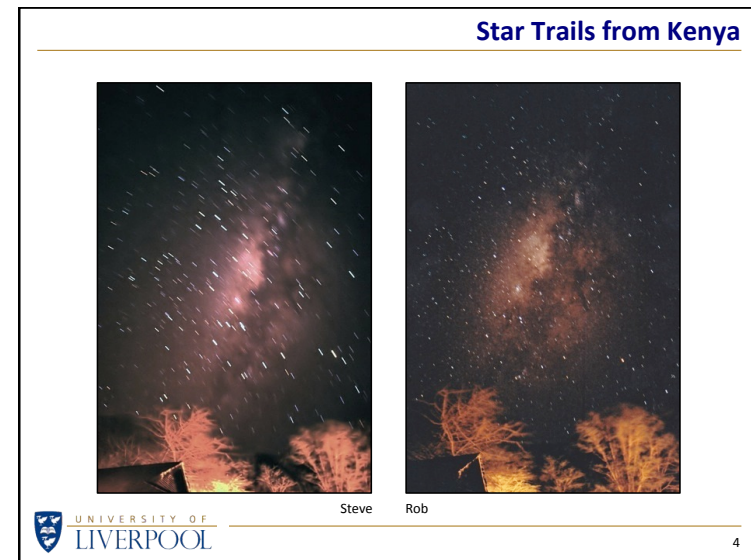 Star Trails from Kenya
Steve Rob
UNIVERSITY OF
LIVERPOOL
4